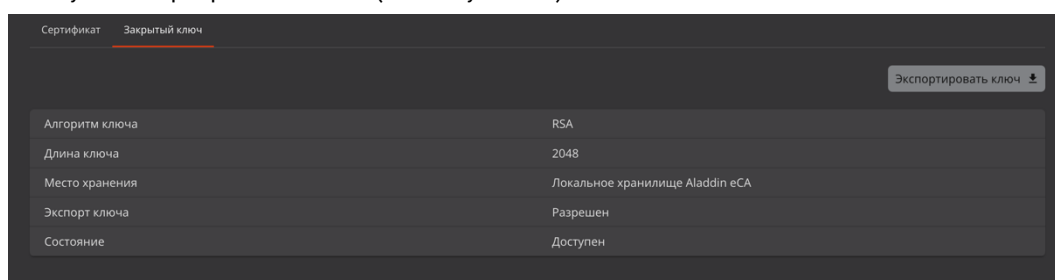 Сертификат Закрытый ключ
Экспортировать ключ
Алгоритм ключа RSA
Длина ключа 2048
Место хранения Локальное хранилище Aladdin eCA
Экспорт ключа Разрешен
Состояние Доступен